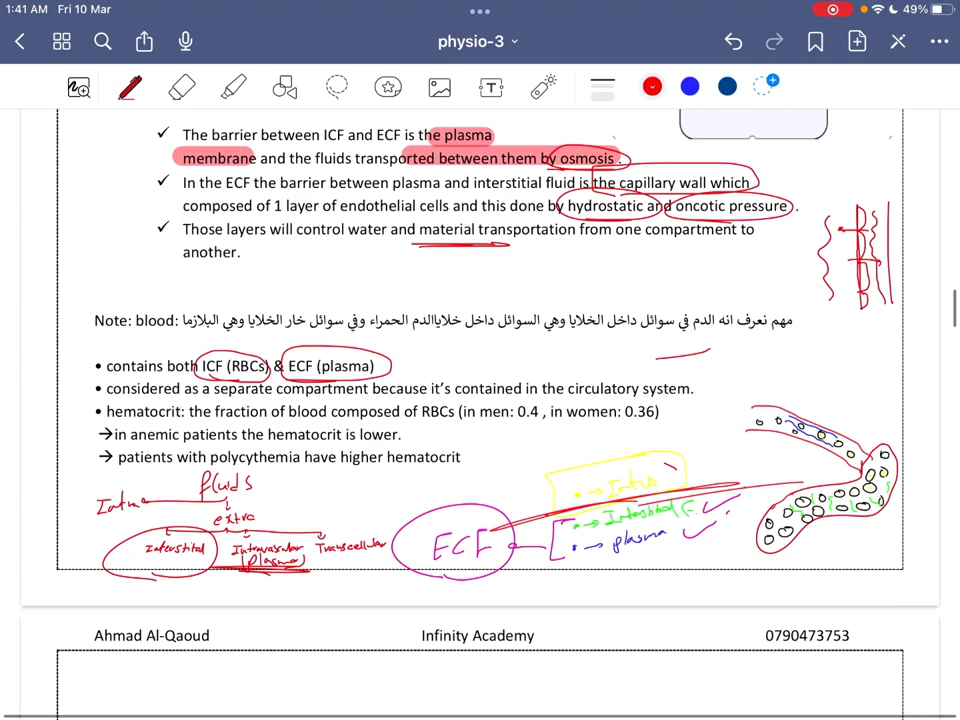 1:41 AM Fri 10 Mar
49%
physio-3
✓ The barrier between ICF and ECF is the plasma
membrane and the fluids transported between them by osmosis .
✓ In the ECF the barrier between plasma and interstitial fluid is the capillary wall which
composed of 1 layer of endothelial cells and this done by hydrostatic and oncotic pressure .
✓ Those layers will control water and material transportation from one compartment to
another.
Note: blood: مهم نعرف انه الدم في سوائل داخل الخلايا وهي السوائل داخل خلاياالدم الحمراء وفي سوائل خار الخلايا وهي البلازما
• contains both ICF (RBCs) & ECF (plasma)
• considered as a separate compartment because it’s contained in the circulatory system.
• hematocrit: the fraction of blood composed of RBCs (in men: 0.4 , in women: 0.36)
→in anemic patients the hematocrit is lower.
→ patients with polycythemia have higher hematocrit
fluids
Intra
extra
Interstitial Intravascular Transcellular
(plasma)
ECF
• → Intra
• → Interstitial F.
• → plasma
Ahmad Al-Qaoud Infinity Academy 0790473753